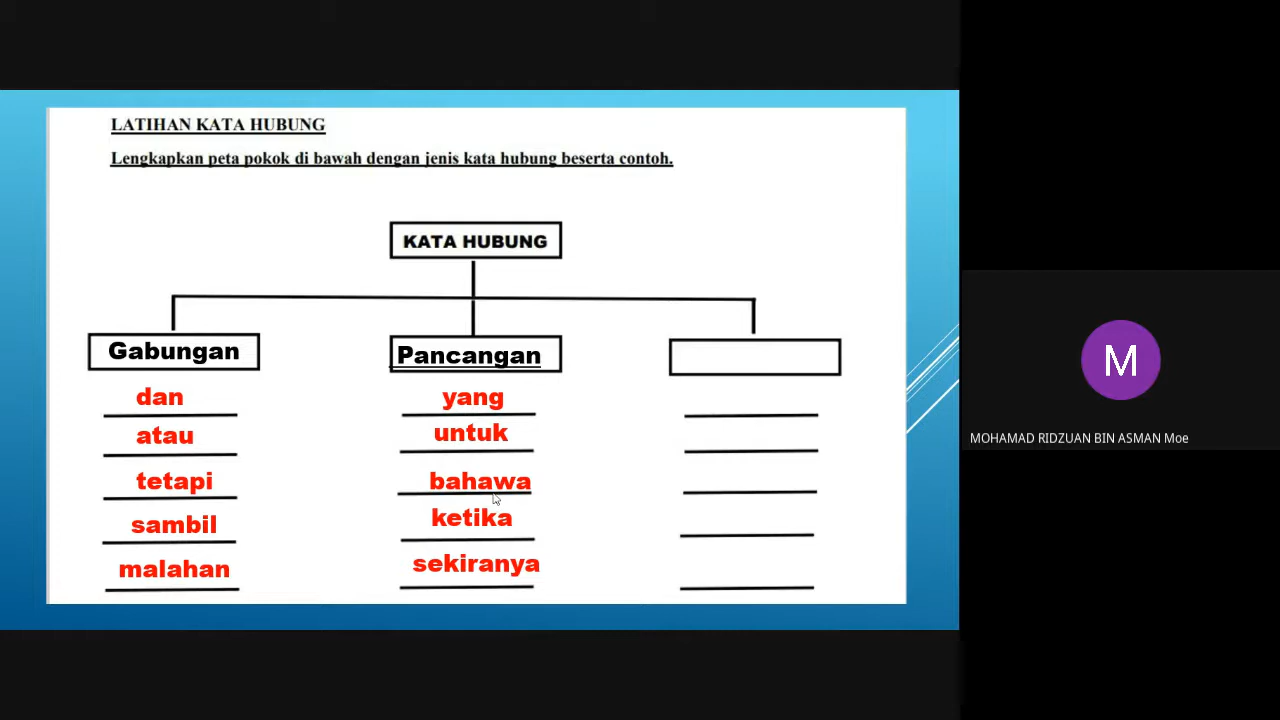 LATIHAN KATA HUBUNG
Lengkapkan peta pokok di bawah dengan jenis kata hubung beserta contoh.
KATA HUBUNG
Gabungan
dan
atau
tetapi
sambil
malahan
Pancangan
yang
untuk
bahawa
ketika
sekiranya
M
MOHAMAD RIDZUAN BIN ASMAN Moe